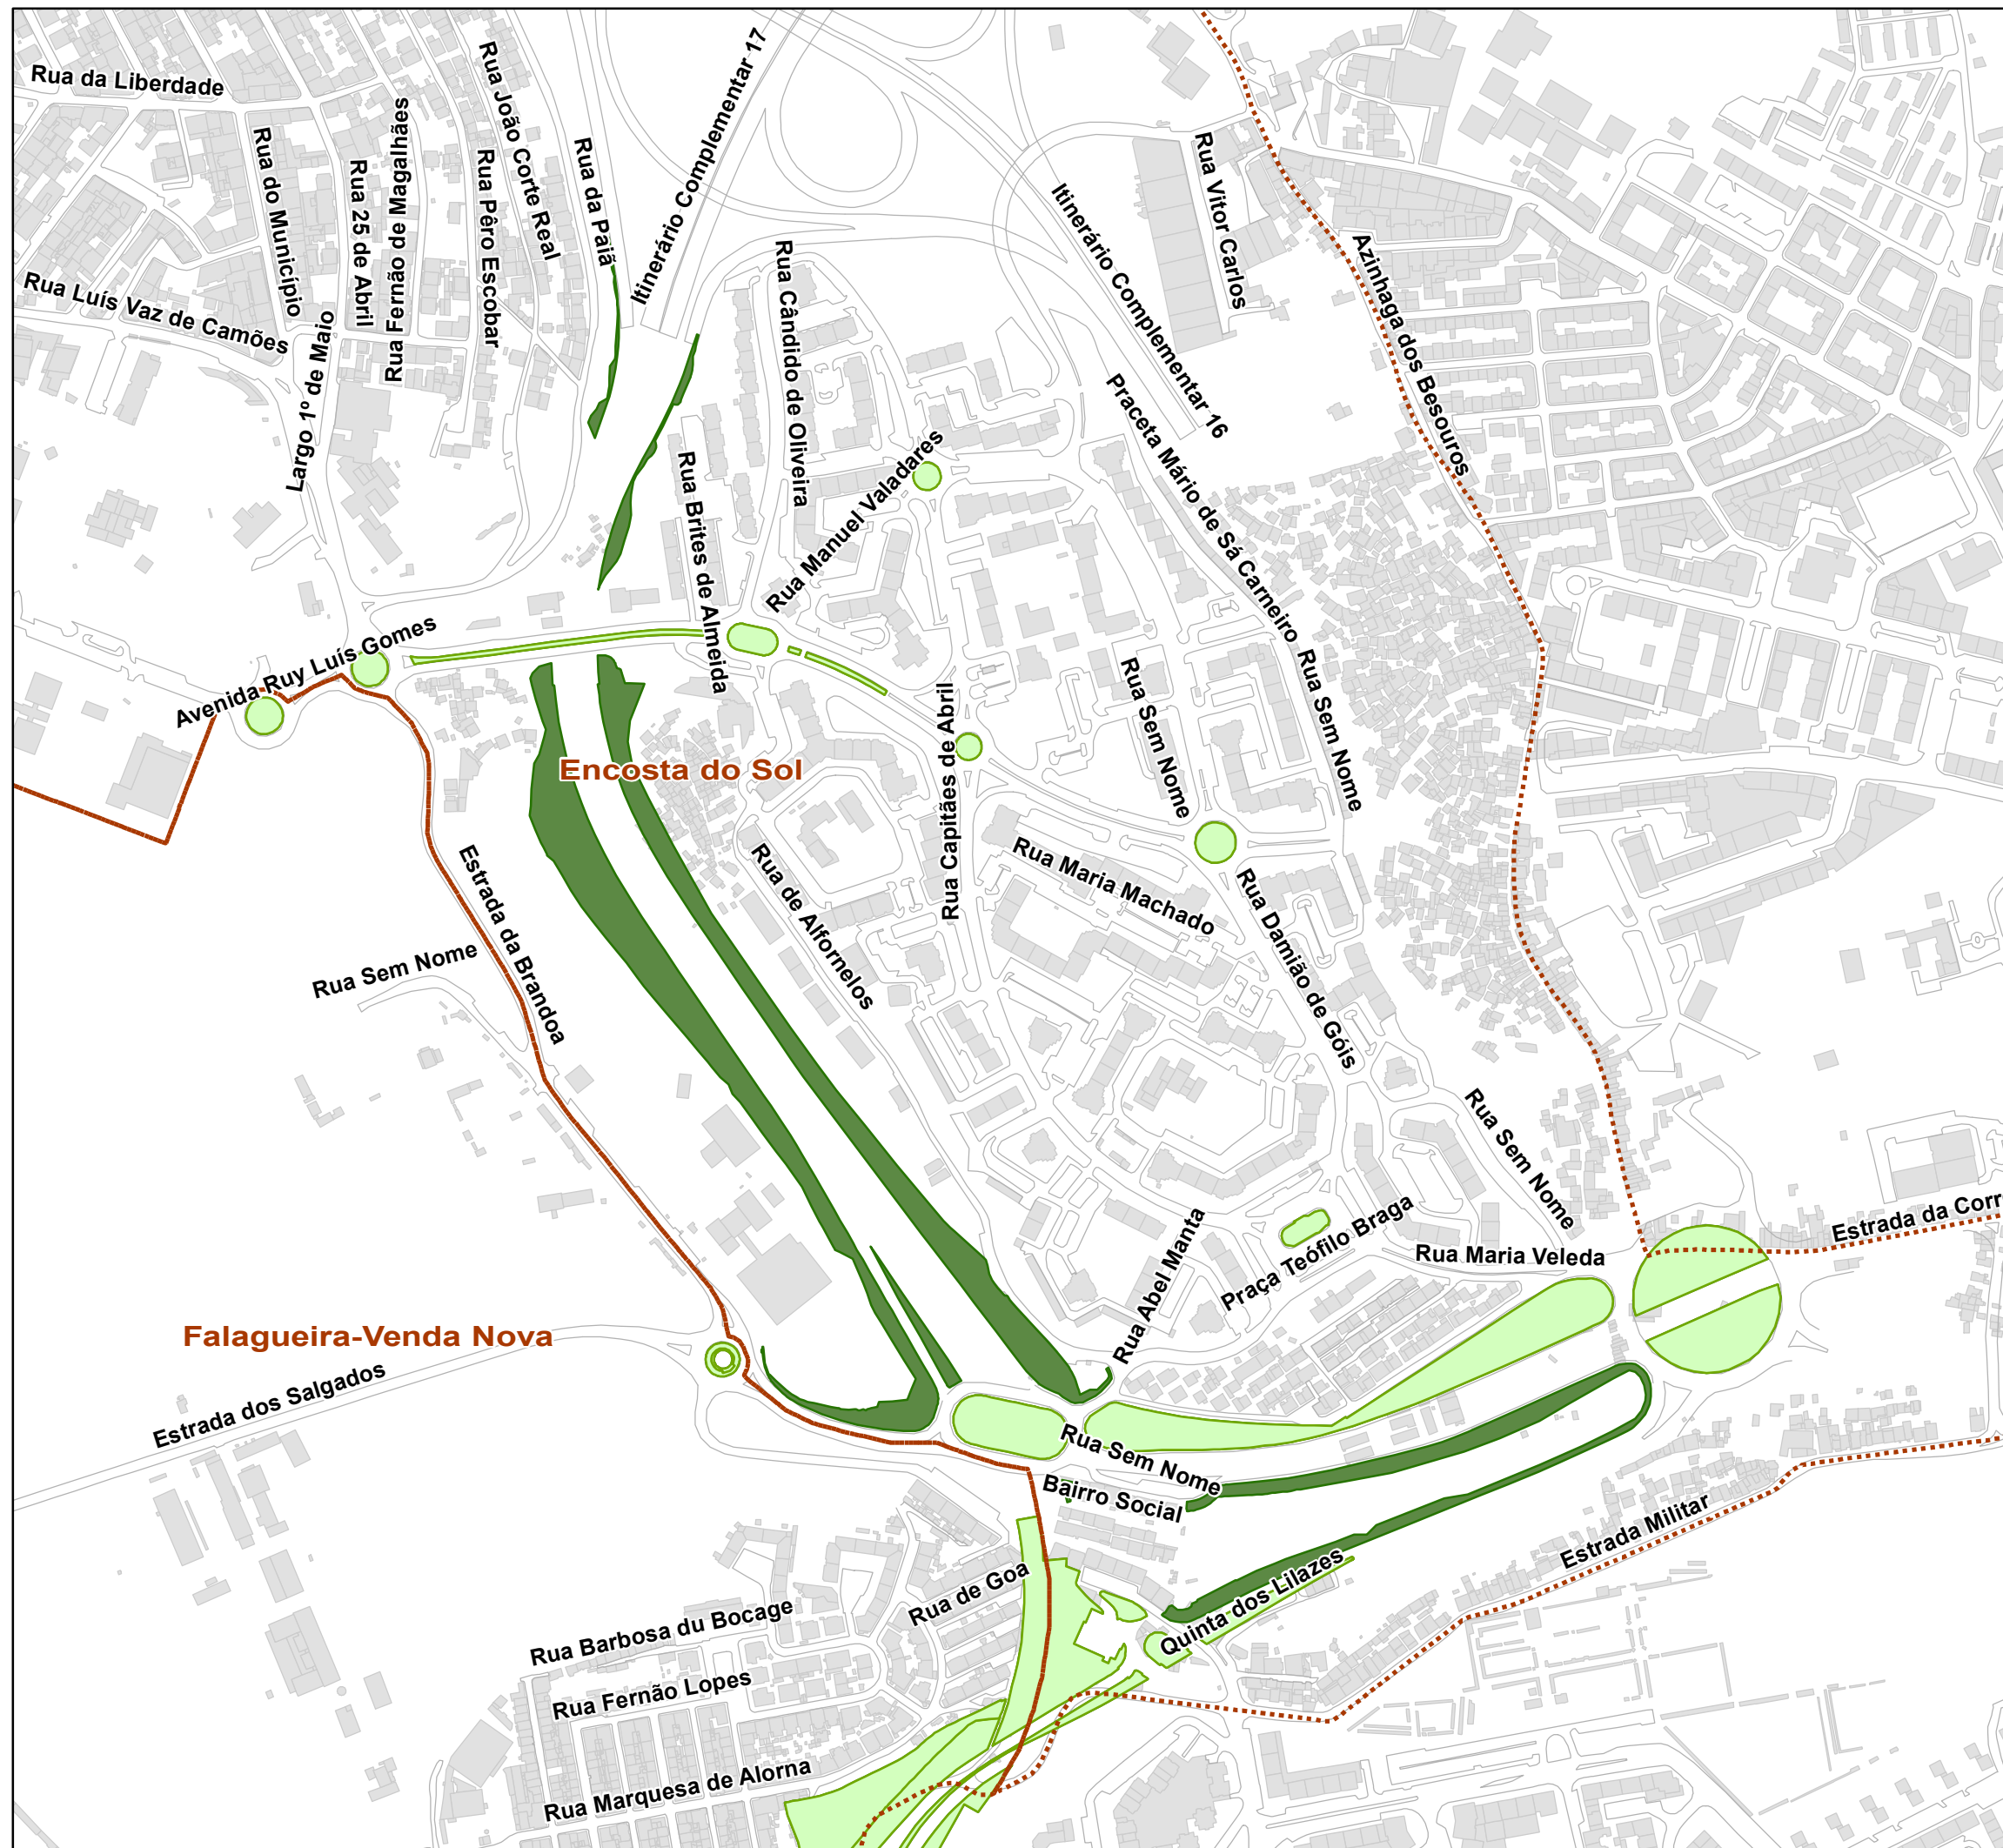 Rua da Liberdade
Rua João Corte Real
Itinerário Complementar 17
Rua do Município
Rua 25 de Abril
Rua Fernão de Magalhães
Rua Pêro Escobar
Rua da Paiã
Rua Vitor Carlos
Itinerário Complementar 16
Rua Cândido de Oliveira
Azinhaga dos Besouros
Rua Luís Vaz de Camões
Largo 1º de Maio
Praceta Mário de Sá Carneiro
Rua Manuel Valadares
Rua Brites de Almeida
Avenida Ruy Luís Gomes
Rua Sem Nome
Rua Sem Nome
Rua Capitães de Abril
Encosta do Sol
Rua Maria Machado
Rua de Alfornelos
Estrada da Brandoa
Rua Damião de Góis
Rua Sem Nome
Rua Sem Nome
Rua Abel Manta
Praça Teófilo Braga
Rua Maria Veleda
Estrada da Corr
Falagueira-Venda Nova
Estrada dos Salgados
Rua Sem Nome
Bairro Social
Estrada Militar
Quinta dos Lilazes
Rua de Goa
Rua Barbosa du Bocage
Rua Fernão Lopes
Rua Marquesa de Alorna